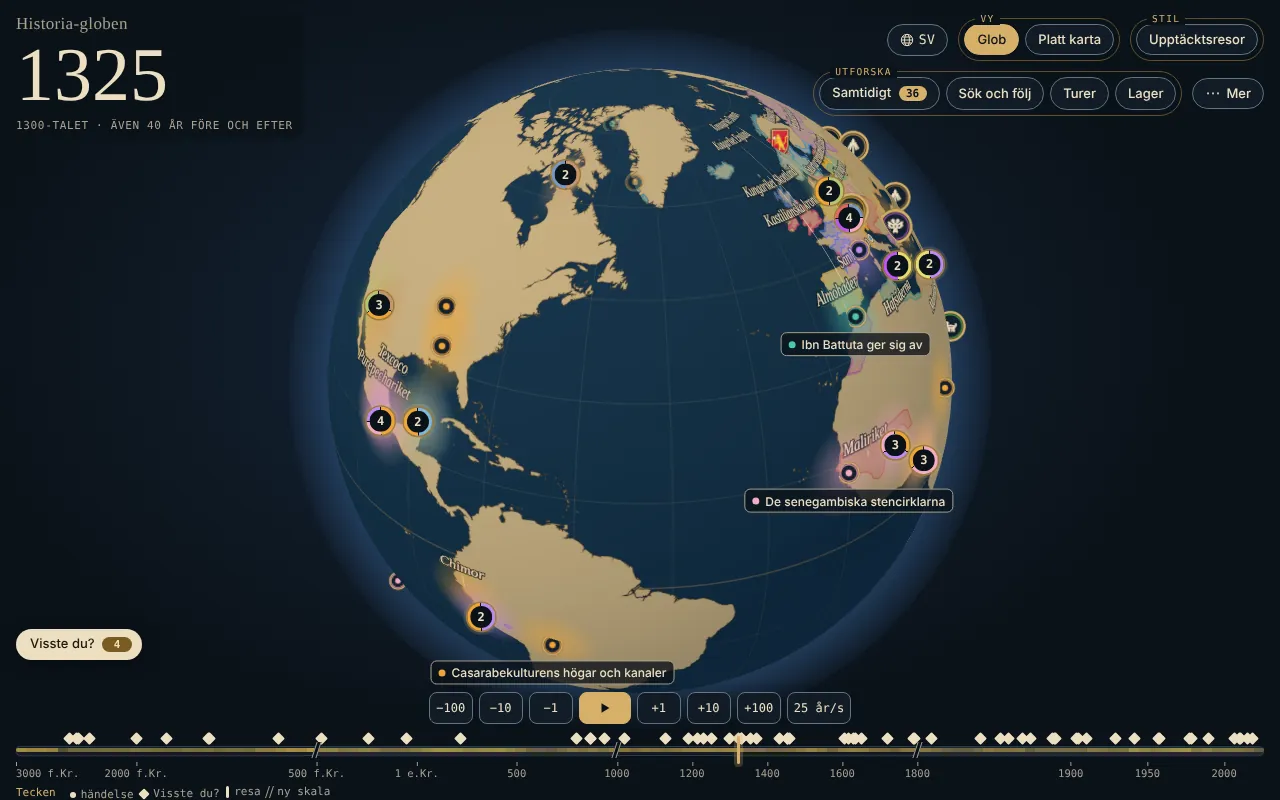 Historia-globen
1325
1300-TALET · ÄVEN 40 ÅR FÖRE OCH EFTER
SV
VY
Glob
Platt karta
STIL
Upptäcktsresor
UTFORSKA
Samtidigt 36
Sök och följ
Turer
Lager
··· Mer
2
2
4
2
2
3
Almohader
Hafsiderna
Ibn Battuta ger sig av
Texcoco
Purépechariket
4
2
Maliriket
3
3
De senegambiska stencirklarna
Chimor
2
Casarabekulturens högar och kanaler
Visste du? 4
−100
−10
−1
+1
+10
+100
25 år/s
3000 f.Kr.
2000 f.Kr.
500 f.Kr.
1 e.Kr.
500
1000
1200
1400
1600
1800
1900
1950
2000
Tecken
händelse
Visste du?
resa
ny skala